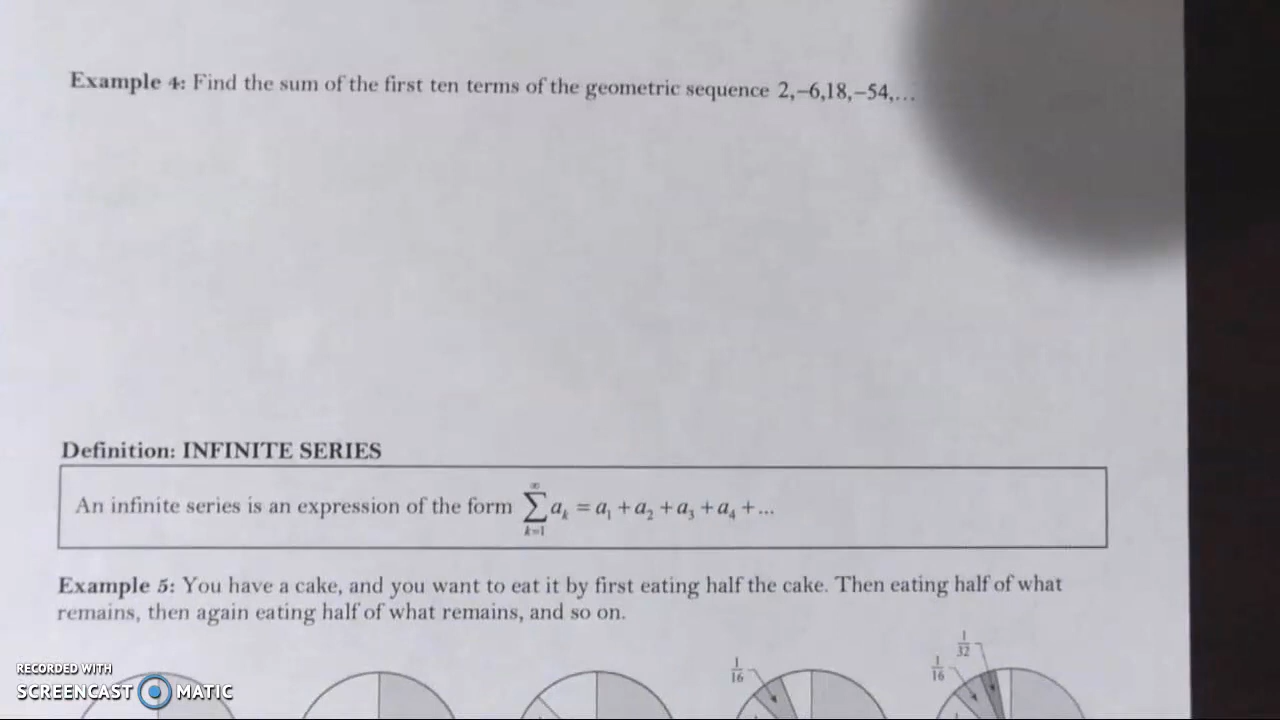 Example 4: Find the sum of the first ten terms of the geometric sequence 2,−6,18,−54,...
Definition: INFINITE SERIES
An infinite series is an expression of the form ∑_{k=1}^{∞} a_k = a_1 + a_2 + a_3 + a_4 + ...
Example 5: You have a cake, and you want to eat it by first eating half the cake. Then eating half of what
remains, then again eating half of what remains, and so on.
1/16
1/16
1/32
RECORDED WITH
SCREENCAST MATIC